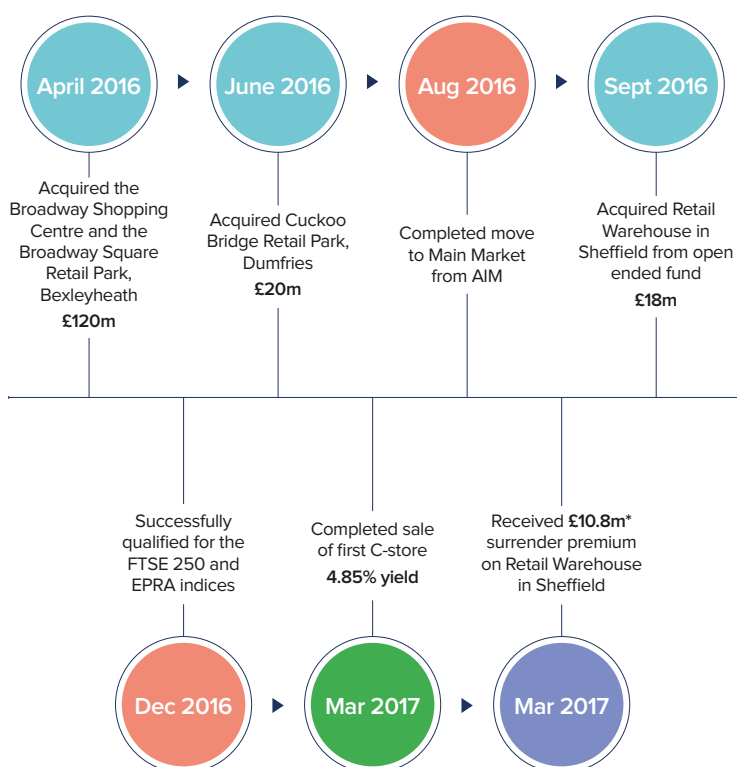 April 2016
June 2016
Aug 2016
Sept 2016
Acquired the
Broadway Shopping
Centre and the
Broadway Square
Retail Park,
Bexleyheath
£120m
Acquired Cuckoo
Bridge Retail Park,
Dumfries
£20m
Completed move
to Main Market
from AIM
Acquired Retail
Warehouse in
Sheffield from open
ended fund
£18m
Successfully
qualified for the
FTSE 250 and
EPRA indices
Completed sale
of first C-store
4.85% yield
Received £10.8m*
surrender premium
on Retail Warehouse
in Sheffield
Dec 2016
Mar 2017
Mar 2017